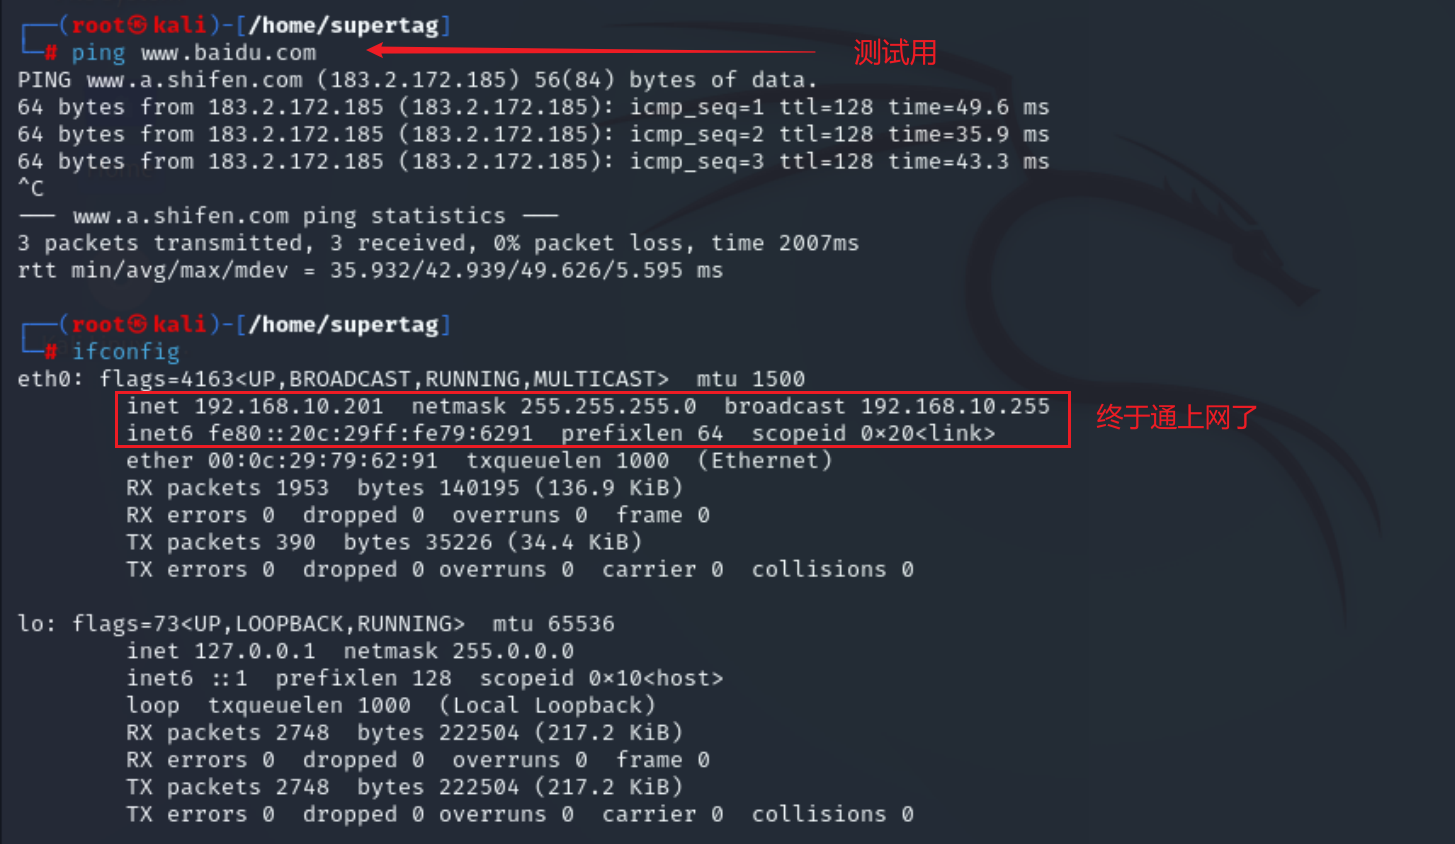 ┌──(root㉿kali)-[/home/supertag]
└─# ping www.baidu.com
测试用
PING www.a.shifen.com (183.2.172.185) 56(84) bytes of data.
64 bytes from 183.2.172.185 (183.2.172.185): icmp_seq=1 ttl=128 time=49.6 ms
64 bytes from 183.2.172.185 (183.2.172.185): icmp_seq=2 ttl=128 time=35.9 ms
64 bytes from 183.2.172.185 (183.2.172.185): icmp_seq=3 ttl=128 time=43.3 ms
^C
--- www.a.shifen.com ping statistics ---
3 packets transmitted, 3 received, 0% packet loss, time 2007ms
rtt min/avg/max/mdev = 35.932/42.939/49.626/5.595 ms
┌──(root㉿kali)-[/home/supertag]
└─# ifconfig
eth0: flags=4163<UP,BROADCAST,RUNNING,MULTICAST>  mtu 1500
inet 192.168.10.201  netmask 255.255.255.0  broadcast 192.168.10.255
inet6 fe80::20c:29ff:fe79:6291  prefixlen 64  scopeid 0×20<link>
终于通上网了
ether 00:0c:29:79:62:91  txqueuelen 1000  (Ethernet)
RX packets 1953  bytes 140195 (136.9 KiB)
RX errors 0  dropped 0  overruns 0  frame 0
TX packets 390  bytes 35226 (34.4 KiB)
TX errors 0  dropped 0 overruns 0  carrier 0  collisions 0
lo: flags=73<UP,LOOPBACK,RUNNING>  mtu 65536
inet 127.0.0.1  netmask 255.0.0.0
inet6 ::1  prefixlen 128  scopeid 0×10<host>
loop  txqueuelen 1000  (Local Loopback)
RX packets 2748  bytes 222504 (217.2 KiB)
RX errors 0  dropped 0  overruns 0  frame 0
TX packets 2748  bytes 222504 (217.2 KiB)
TX errors 0  dropped 0 overruns 0  carrier 0  collisions 0